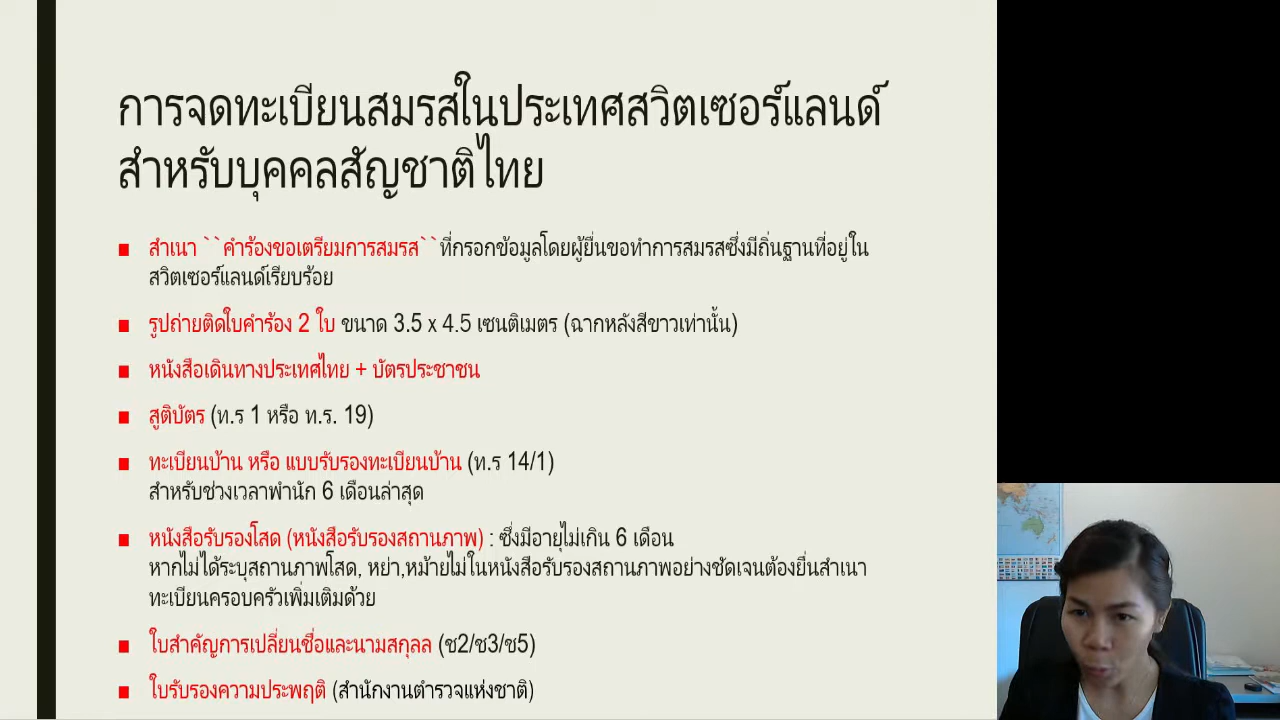 การจดทะเบียนสมรสในประเทศสวิตเซอร์แลนด์
สำหรับบุคคลสัญชาติไทย
■ สำเนา ``คำร้องขอเตรียมการสมรส``ที่กรอกข้อมูลโดยผู้ยื่นขอทำการสมรสซึ่งมีถิ่นฐานที่อยู่ใน
สวิตเซอร์แลนด์เรียบร้อย
■ รูปถ่ายติดใบคำร้อง 2 ใบ ขนาด 3.5 x 4.5 เซนติเมตร (ฉากหลังสีขาวเท่านั้น)
■ หนังสือเดินทางประเทศไทย + บัตรประชาชน
■ สูติบัตร (ท.ร 1 หรือ ท.ร. 19)
■ ทะเบียนบ้าน หรือ แบบรับรองทะเบียนบ้าน (ท.ร 14/1)
สำหรับช่วงเวลาพำนัก 6 เดือนล่าสุด
■ หนังสือรับรองโสด (หนังสือรับรองสถานภาพ) : ซึ่งมีอายุไม่เกิน 6 เดือน
หากไม่ได้ระบุสถานภาพโสด, หย่า,หม้ายไม่ในหนังสือรับรองสถานภาพอย่างชัดเจนต้องยื่นสำเนา
ทะเบียนครอบครัวเพิ่มเติมด้วย
■ ใบสำคัญการเปลี่ยนชื่อและนามสกุลล (ช2/ช3/ช5)
■ ใบรับรองความประพฤติ (สำนักงานตำรวจแห่งชาติ)